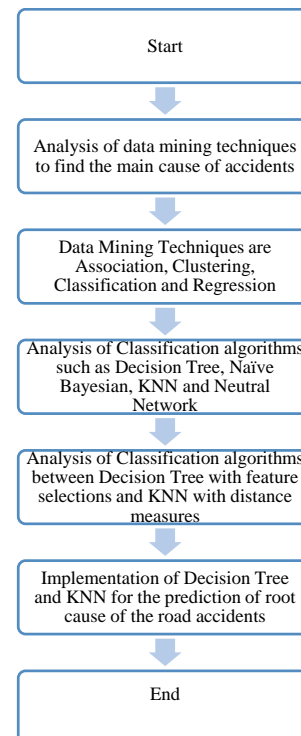 Start
Analysis of data mining techniques
to find the main cause of accidents
Data Mining Techniques are
Association, Clustering,
Classification and Regression
Analysis of Classification algorithms
such as Decision Tree, Naïve
Bayesian, KNN and Neutral
Network
Analysis of Classification algorithms
between Decision Tree with feature
selections and KNN with distance
measures
Implementation of Decision Tree
and KNN for the prediction of root
cause of the road accidents
End